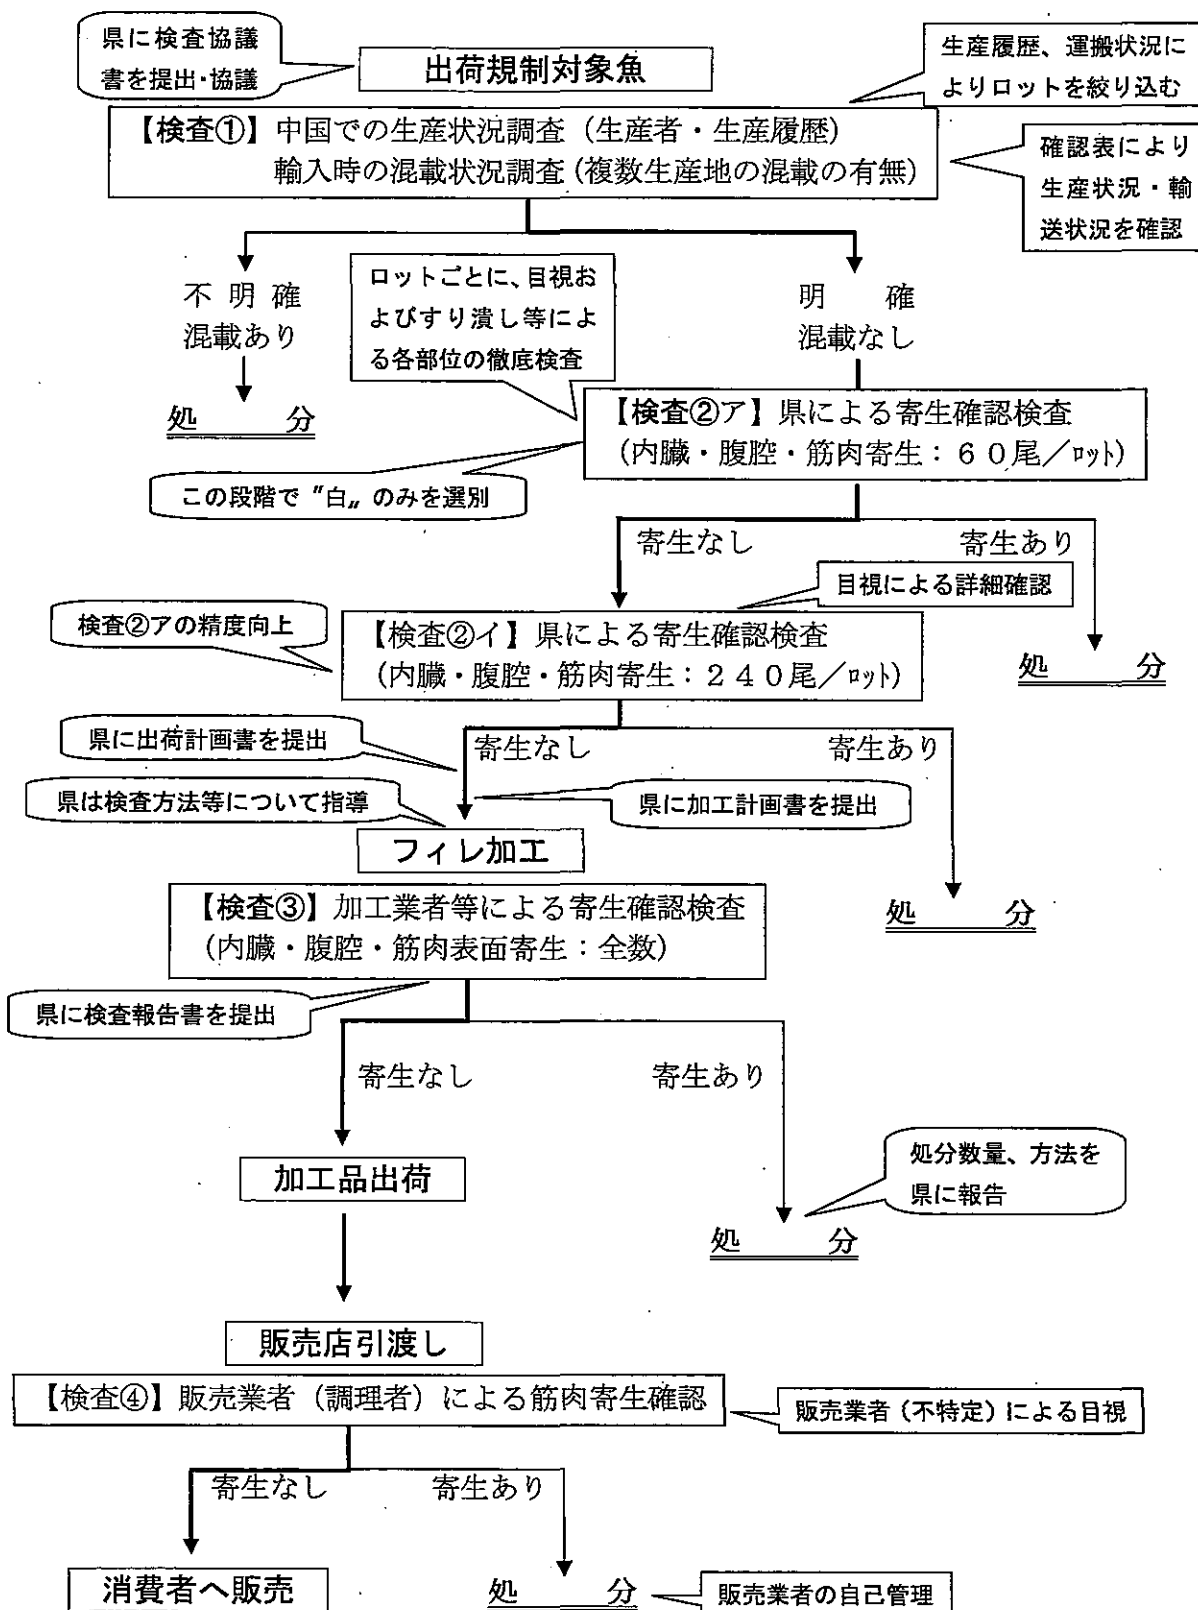 県に検査協議
書を提出・協議
出荷規制対象魚
生産履歴、運搬状況に
よりロットを絞り込む
【検査①】中国での生産状況調査（生産者・生産履歴）
輸入時の混載状況調査（複数生産地の混載の有無）
確認表により
生産状況・輸
送状況を確認
不明確
混載あり
処　分
ロットごとに、目視お
よびすり潰し等によ
る各部位の徹底検査
明　確
混載なし
【検査②ア】県による寄生確認検査
（内臓・腹腔・筋肉寄生：６０尾／ﾛｯﾄ）
この段階で〝白〟のみを選別
寄生なし
寄生あり
目視による詳細確認
検査②アの精度向上
【検査②イ】県による寄生確認検査
（内臓・腹腔・筋肉寄生：２４０尾／ﾛｯﾄ）
処　分
県に出荷計画書を提出
寄生なし
寄生あり
県は検査方法等について指導
県に加工計画書を提出
フィレ加工
【検査③】加工業者等による寄生確認検査
（内臓・腹腔・筋肉表面寄生：全数）
処　分
県に検査報告書を提出
寄生なし
寄生あり
加工品出荷
処分数量、方法を
県に報告
処　分
販売店引渡し
【検査④】販売業者（調理者）による筋肉寄生確認
販売業者（不特定）による目視
寄生なし
寄生あり
消費者へ販売
処　分
販売業者の自己管理